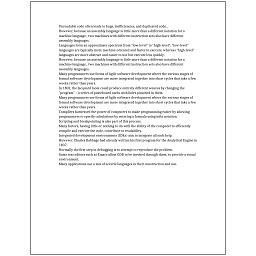 Unreadable code often leads to bugs, inefficiencies, and duplicated code..
However, because an assembly language is little more than a different notation for a
machine language, two machines with different instruction sets also have different
assembly languages.
Languages form an approximate spectrum from "low-level" to "high-level"; "low-level"
languages are typically more machine-oriented and faster to execute, whereas "high-level"
languages are more abstract and easier to use but execute less quickly.
However, because an assembly language is little more than a different notation for a
machine language, two machines with different instruction sets also have different
assembly languages.
Many programmers use forms of Agile software development where the various stages of
formal software development are more integrated together into short cycles that take a few
weeks rather than years.
In 1801, the Jacquard loom could produce entirely different weaves by changing the
"program" - a series of pasteboard cards with holes punched in them.
Many programmers use forms of Agile software development where the various stages of
formal software development are more integrated together into short cycles that take a few
weeks rather than years.
Compilers harnessed the power of computers to make programming easier by allowing
programmers to specify calculations by entering a formula using infix notation.
Scripting and breakpointing is also part of this process.
Many factors, having little or nothing to do with the ability of the computer to efficiently
compile and execute the code, contribute to readability.
Integrated development environments (IDEs) aim to integrate all such help.
However, Charles Babbage had already written his first program for the Analytical Engine in
1837.
Normally the first step in debugging is to attempt to reproduce the problem.
Some text editors such as Emacs allow GDB to be invoked through them, to provide a visual
environment.
Many applications use a mix of several languages in their construction and use.